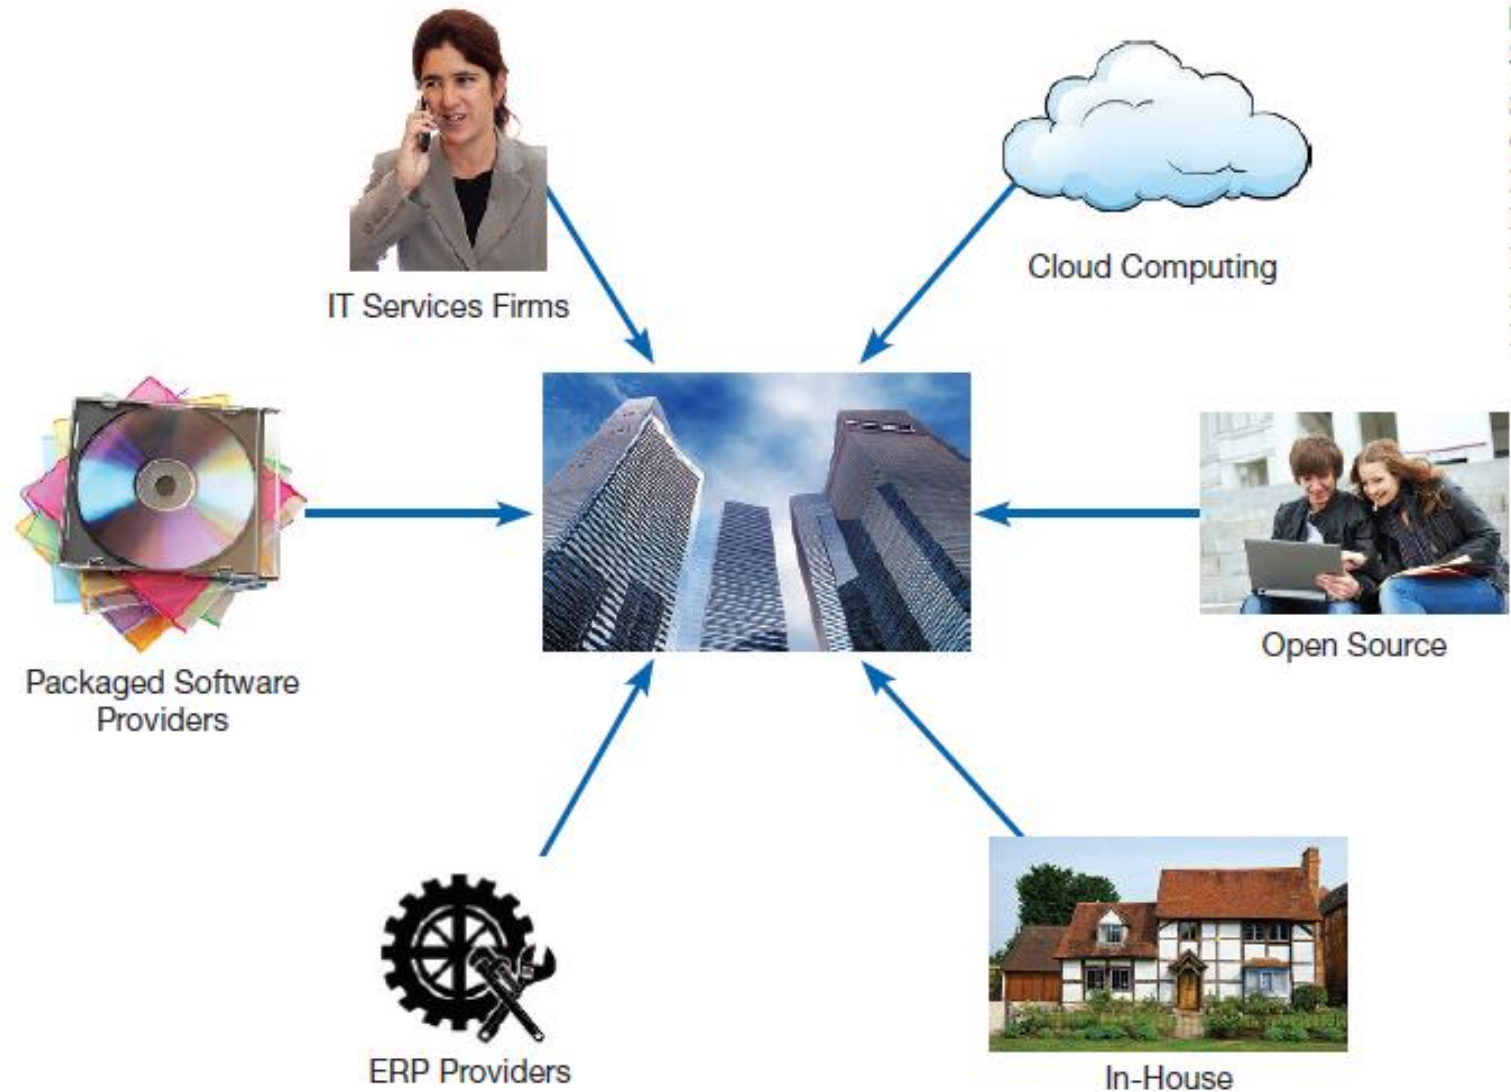 IT Services Firms
Cloud Computing
Packaged Software
Providers
Open Source
ERP Providers
In-House